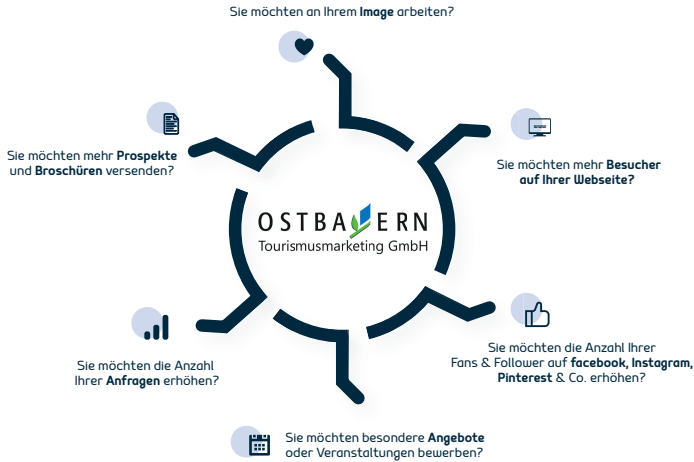 Sie möchten an Ihrem Image arbeiten?
www
Sie möchten mehr Prospekte
und Broschüren versenden?
Sie möchten mehr Besucher
auf Ihrer Webseite?
OSTBAYERN
Tourismusmarketing GmbH
Sie möchten die Anzahl
Ihrer Anfragen erhöhen?
Sie möchten die Anzahl Ihrer
Fans & Follower auf facebook, Instagram,
Pinterest & Co. erhöhen?
Sie möchten besondere Angebote
oder Veranstaltungen bewerben?